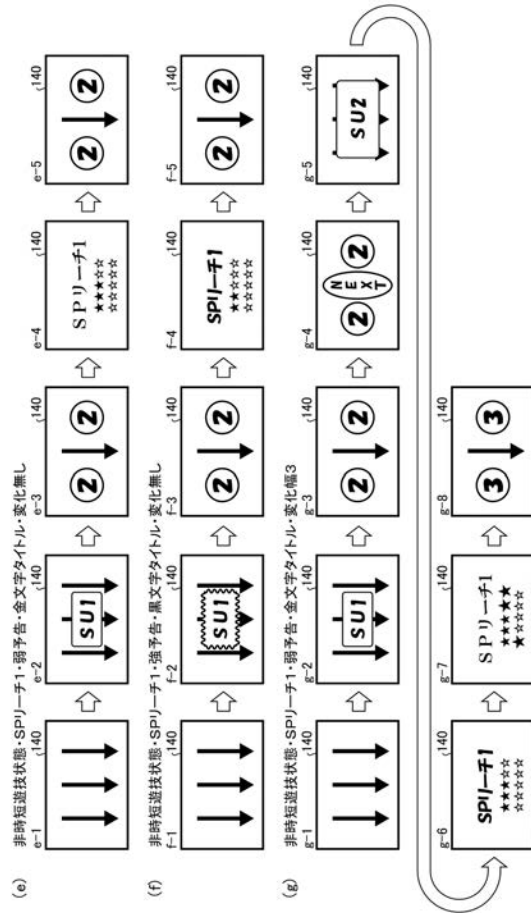 (e) 非時短遊技状態・SPリーチ1・弱予告・金文字タイトル・変化無し
e-1 140
e-2 140
SU1
e-3 140
2 2
e-4 140
SPリーチ1
★★★☆☆
☆☆☆☆☆
e-5 140
2 2
(f) 非時短遊技状態・SPリーチ1・強予告・黒文字タイトル・変化無し
f-1 140
f-2 140
SU1
f-3 140
2 2
f-4 140
SPリーチ1
★★☆☆☆
☆☆☆☆☆
f-5 140
2 2
(g) 非時短遊技状態・SPリーチ1・弱予告・金文字タイトル・変化幅3
g-1 140
g-2 140
SU1
g-3 140
2 2
g-4 140
2 NEXT 2
g-5 140
SU2
g-6 140
SPリーチ1
★★★☆☆
☆☆☆☆☆
g-7 140
SPリーチ1
★★★★★
★☆☆☆☆
g-8 140
3 3